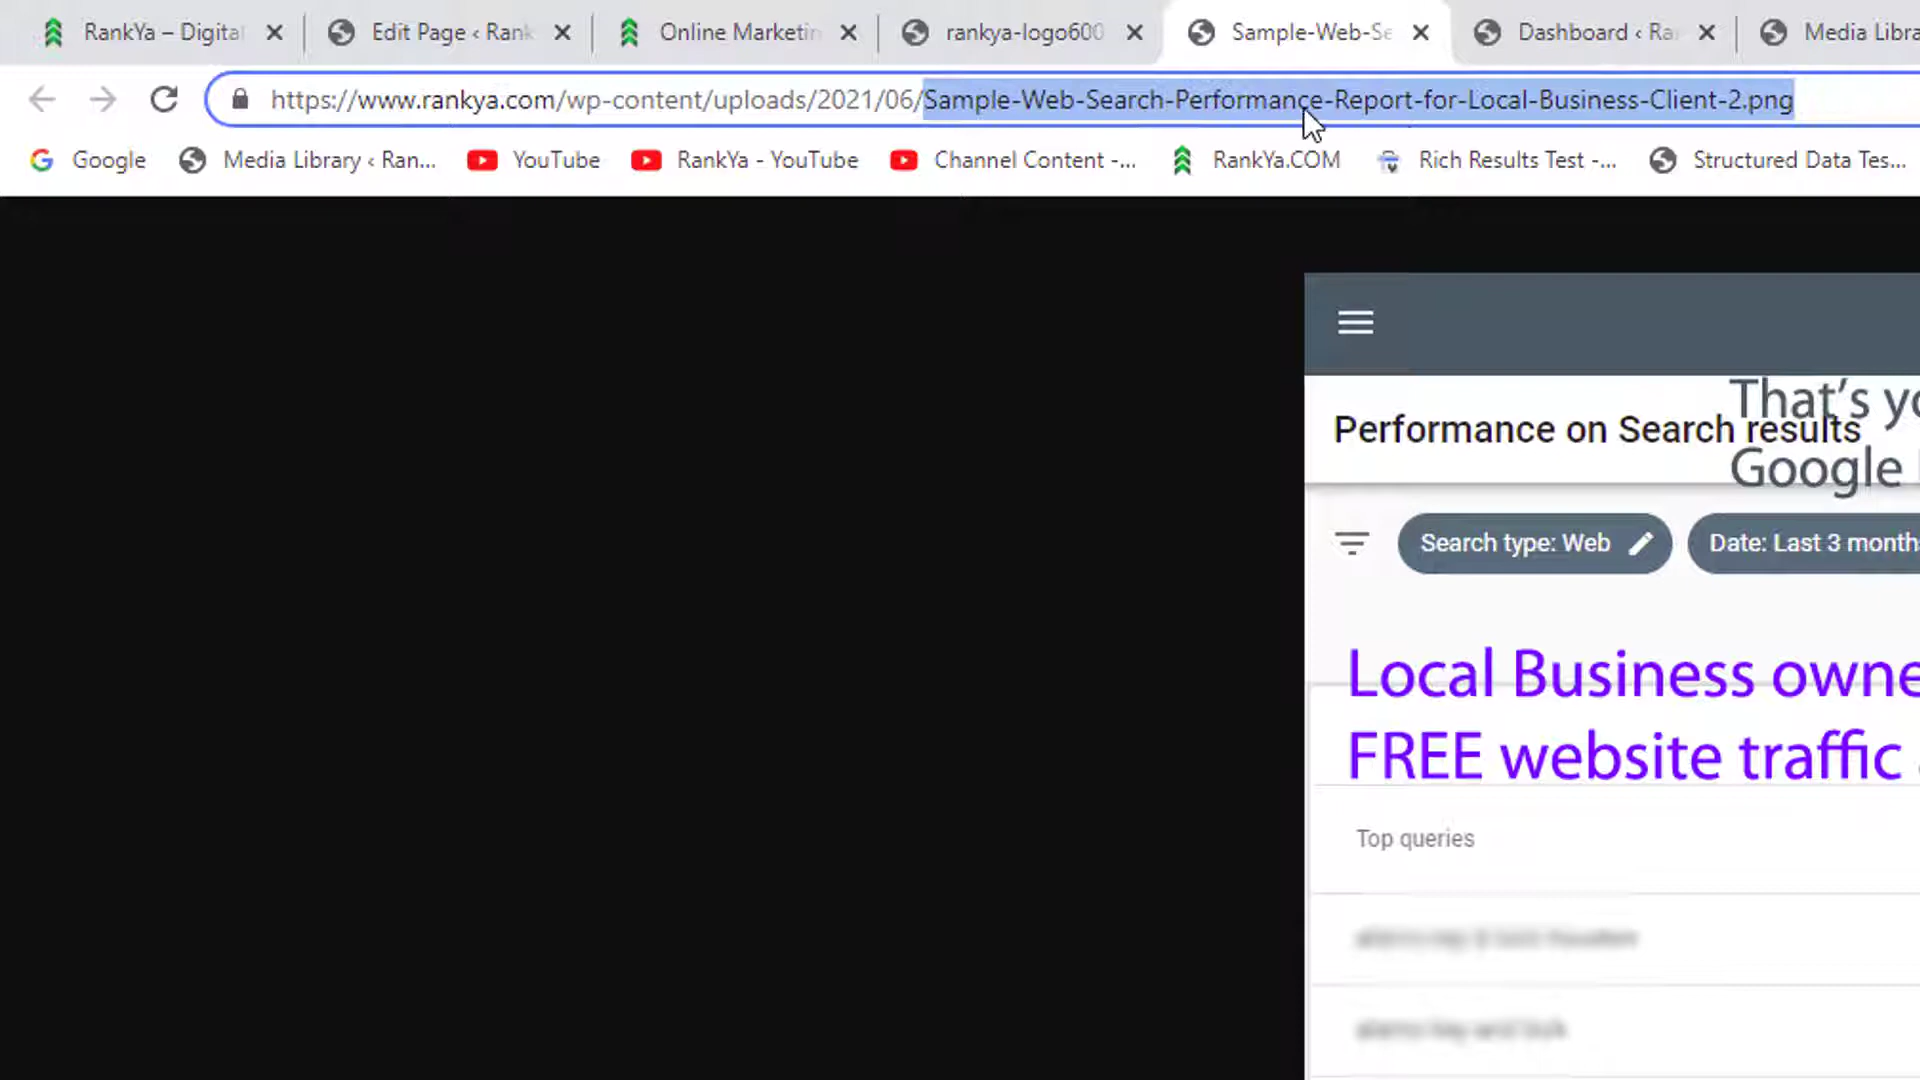 RankYa – Digital
Edit Page ‹ Rank
Online Marketin
rankya-logo600
Sample-Web-Se
Dashboard ‹ Ra
Media Libra
https://www.rankya.com/wp-content/uploads/2021/06/Sample-Web-Search-Performance-Report-for-Local-Business-Client-2.png
Google
Media Library ‹ Ran...
YouTube
RankYa - YouTube
Channel Content -...
RankYa.COM
Rich Results Test -...
Structured Data Tes...
That's yo
Performance on Search results
Google
Search type: Web
Date: Last 3 months
Local Business owne
FREE website traffic
Top queries